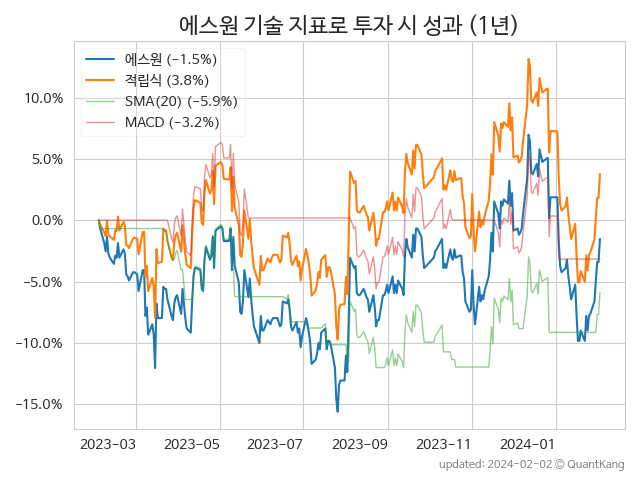 에스원 기술 지표로 투자 시 성과 (1년)
에스원 (−1.5%)
적립식 (3.8%)
SMA(20) (−5.9%)
MACD (−3.2%)
10.0%
5.0%
0.0%
−5.0%
−10.0%
−15.0%
2023-03 2023-05 2023-07 2023-09 2023-11 2024-01
updated: 2024-02-02 © QuantKang